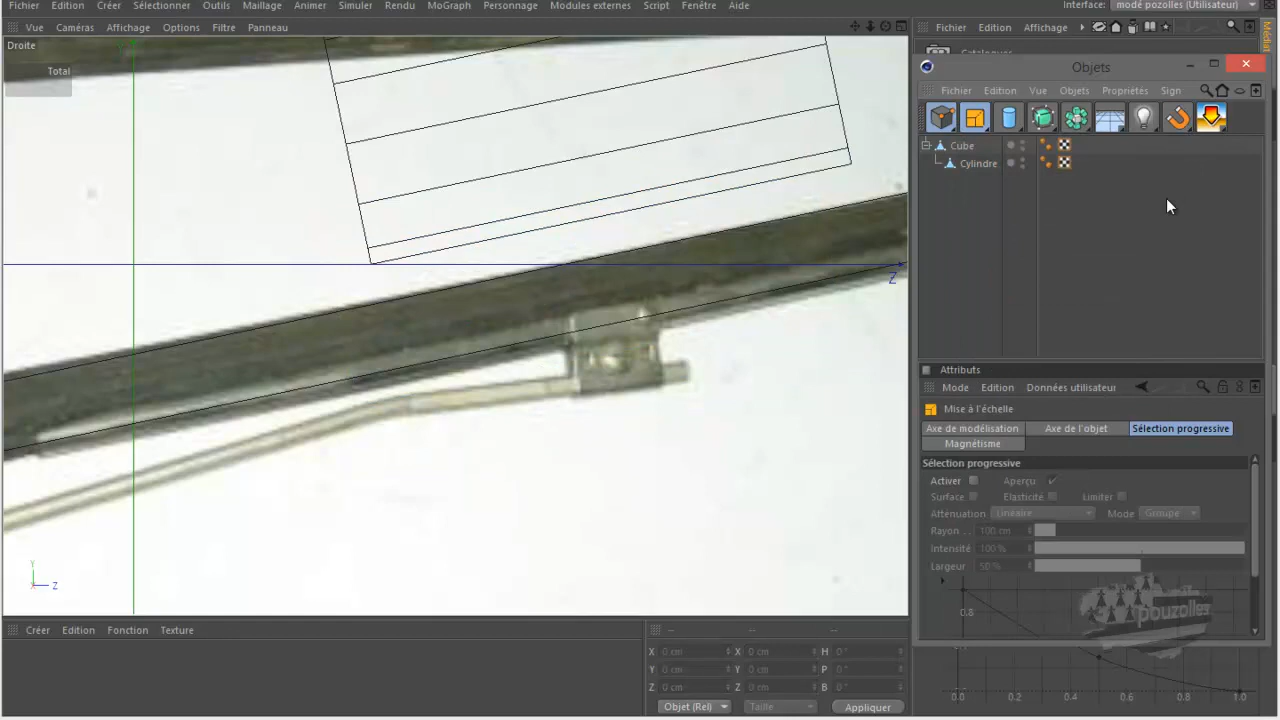 Fichier Edition Créer Sélectionner Outils Maillage Animer Simuler Rendu MoGraph Personnage Modules externes Script Fenêtre Aide Interface: modé pozolles (Utilisateur)
Vue Caméras Affichage Options Filtre Panneau
Fichier Edition Affichage
Droite
Total
Z
Y
X
Z
Objets
Fichier Edition Vue Objets Propriétés Sign
Cube
Cylindre
Attributs
Mode Edition Données utilisateur
Mise à l'échelle
Axe de modélisation Axe de l'objet Sélection progressive
Magnétisme
Sélection progressive
Activer Aperçu
Surface Elasticité Limiter
Atténuation Linéaire Mode Groupe
Rayon . . 100 cm
Intensité 100 %
Largeur 50 %
0.8
pouzolles
0.0 0.2 0.4 0.6 0.8 1.0
Créer Edition Fonction Texture
-- -- --
X 0 cm X 0 cm H 0 °
Y 0 cm Y 0 cm P 0 °
Z 0 cm Z 0 cm B 0 °
Objet (Rel) Taille Appliquer